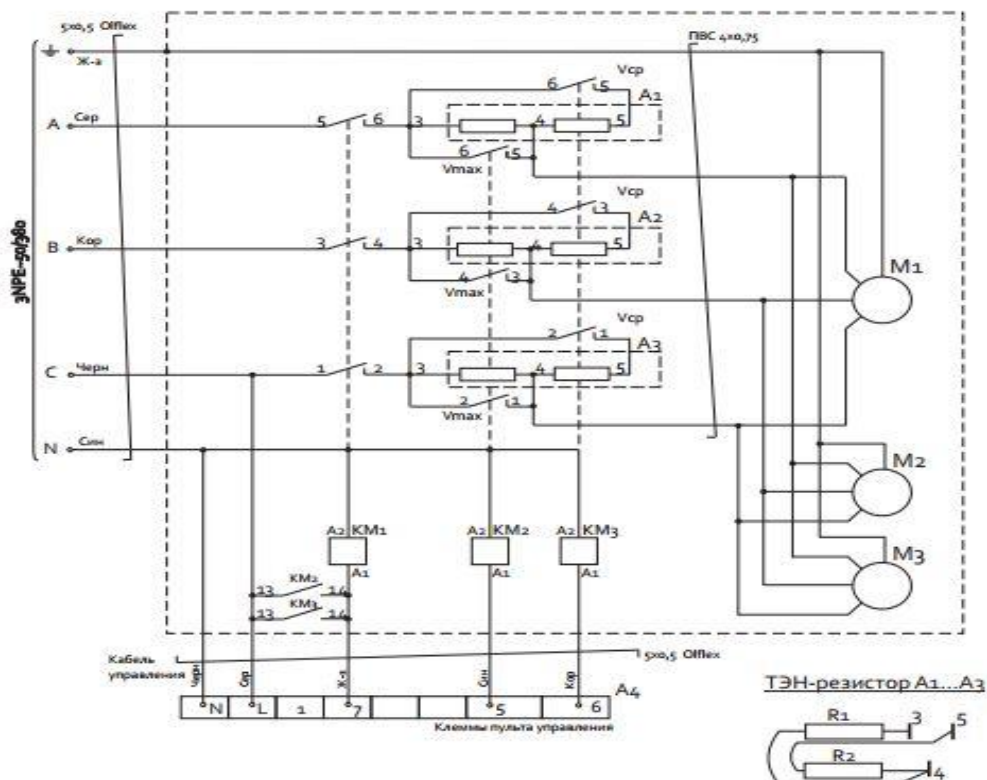 5x0,5 Olflex
ПВС 4x0,75
Ж-з
Vср
6 5
A1
A Сер 5 6 3 4 5
6 5
Vmax
Vср
4 3
A2
B Кор 3 4 3 4 5
4 3
Vmax
M1
3NPE~50/380
Vср
2 1
A3
C Черн 1 2 3 4 5
2 1
Vmax
N Син
M2
A2 KM1 A2 KM2 A2 KM3
A1 A1 A1
M3
KM2
13 14
KM3
13 14
Кабель управления
5x0,5 Olflex
Черн Сер Ж-з Син Кор
A4
N L 1 7 5 6
Клеммы пульта управления
ТЭН-резистор A1...A3
R1 3 5
R2 4